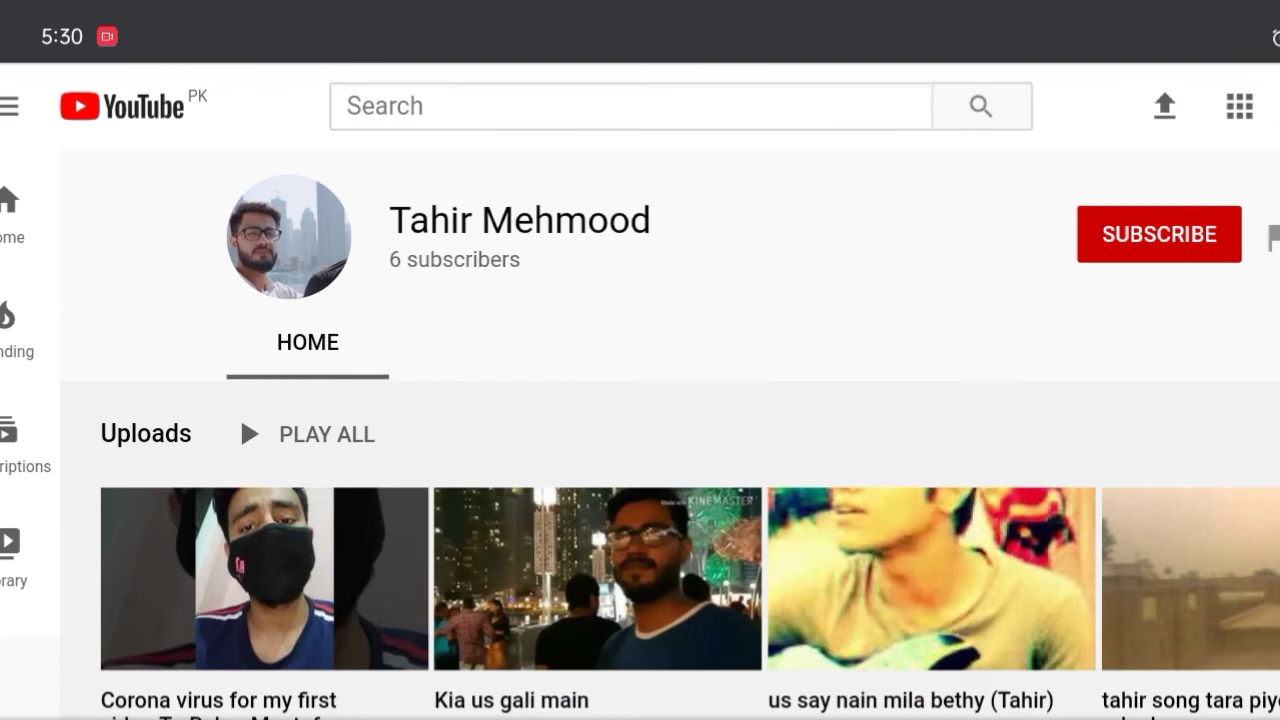 5:30
YouTube PK
Search
Tahir Mehmood
6 subscribers
SUBSCRIBE
ome
HOME
nding
Uploads
PLAY ALL
riptions
Made with KINEMASTER
rary
Corona virus for my first
Kia us gali main
us say nain mila bethy (Tahir)
tahir song tara piy